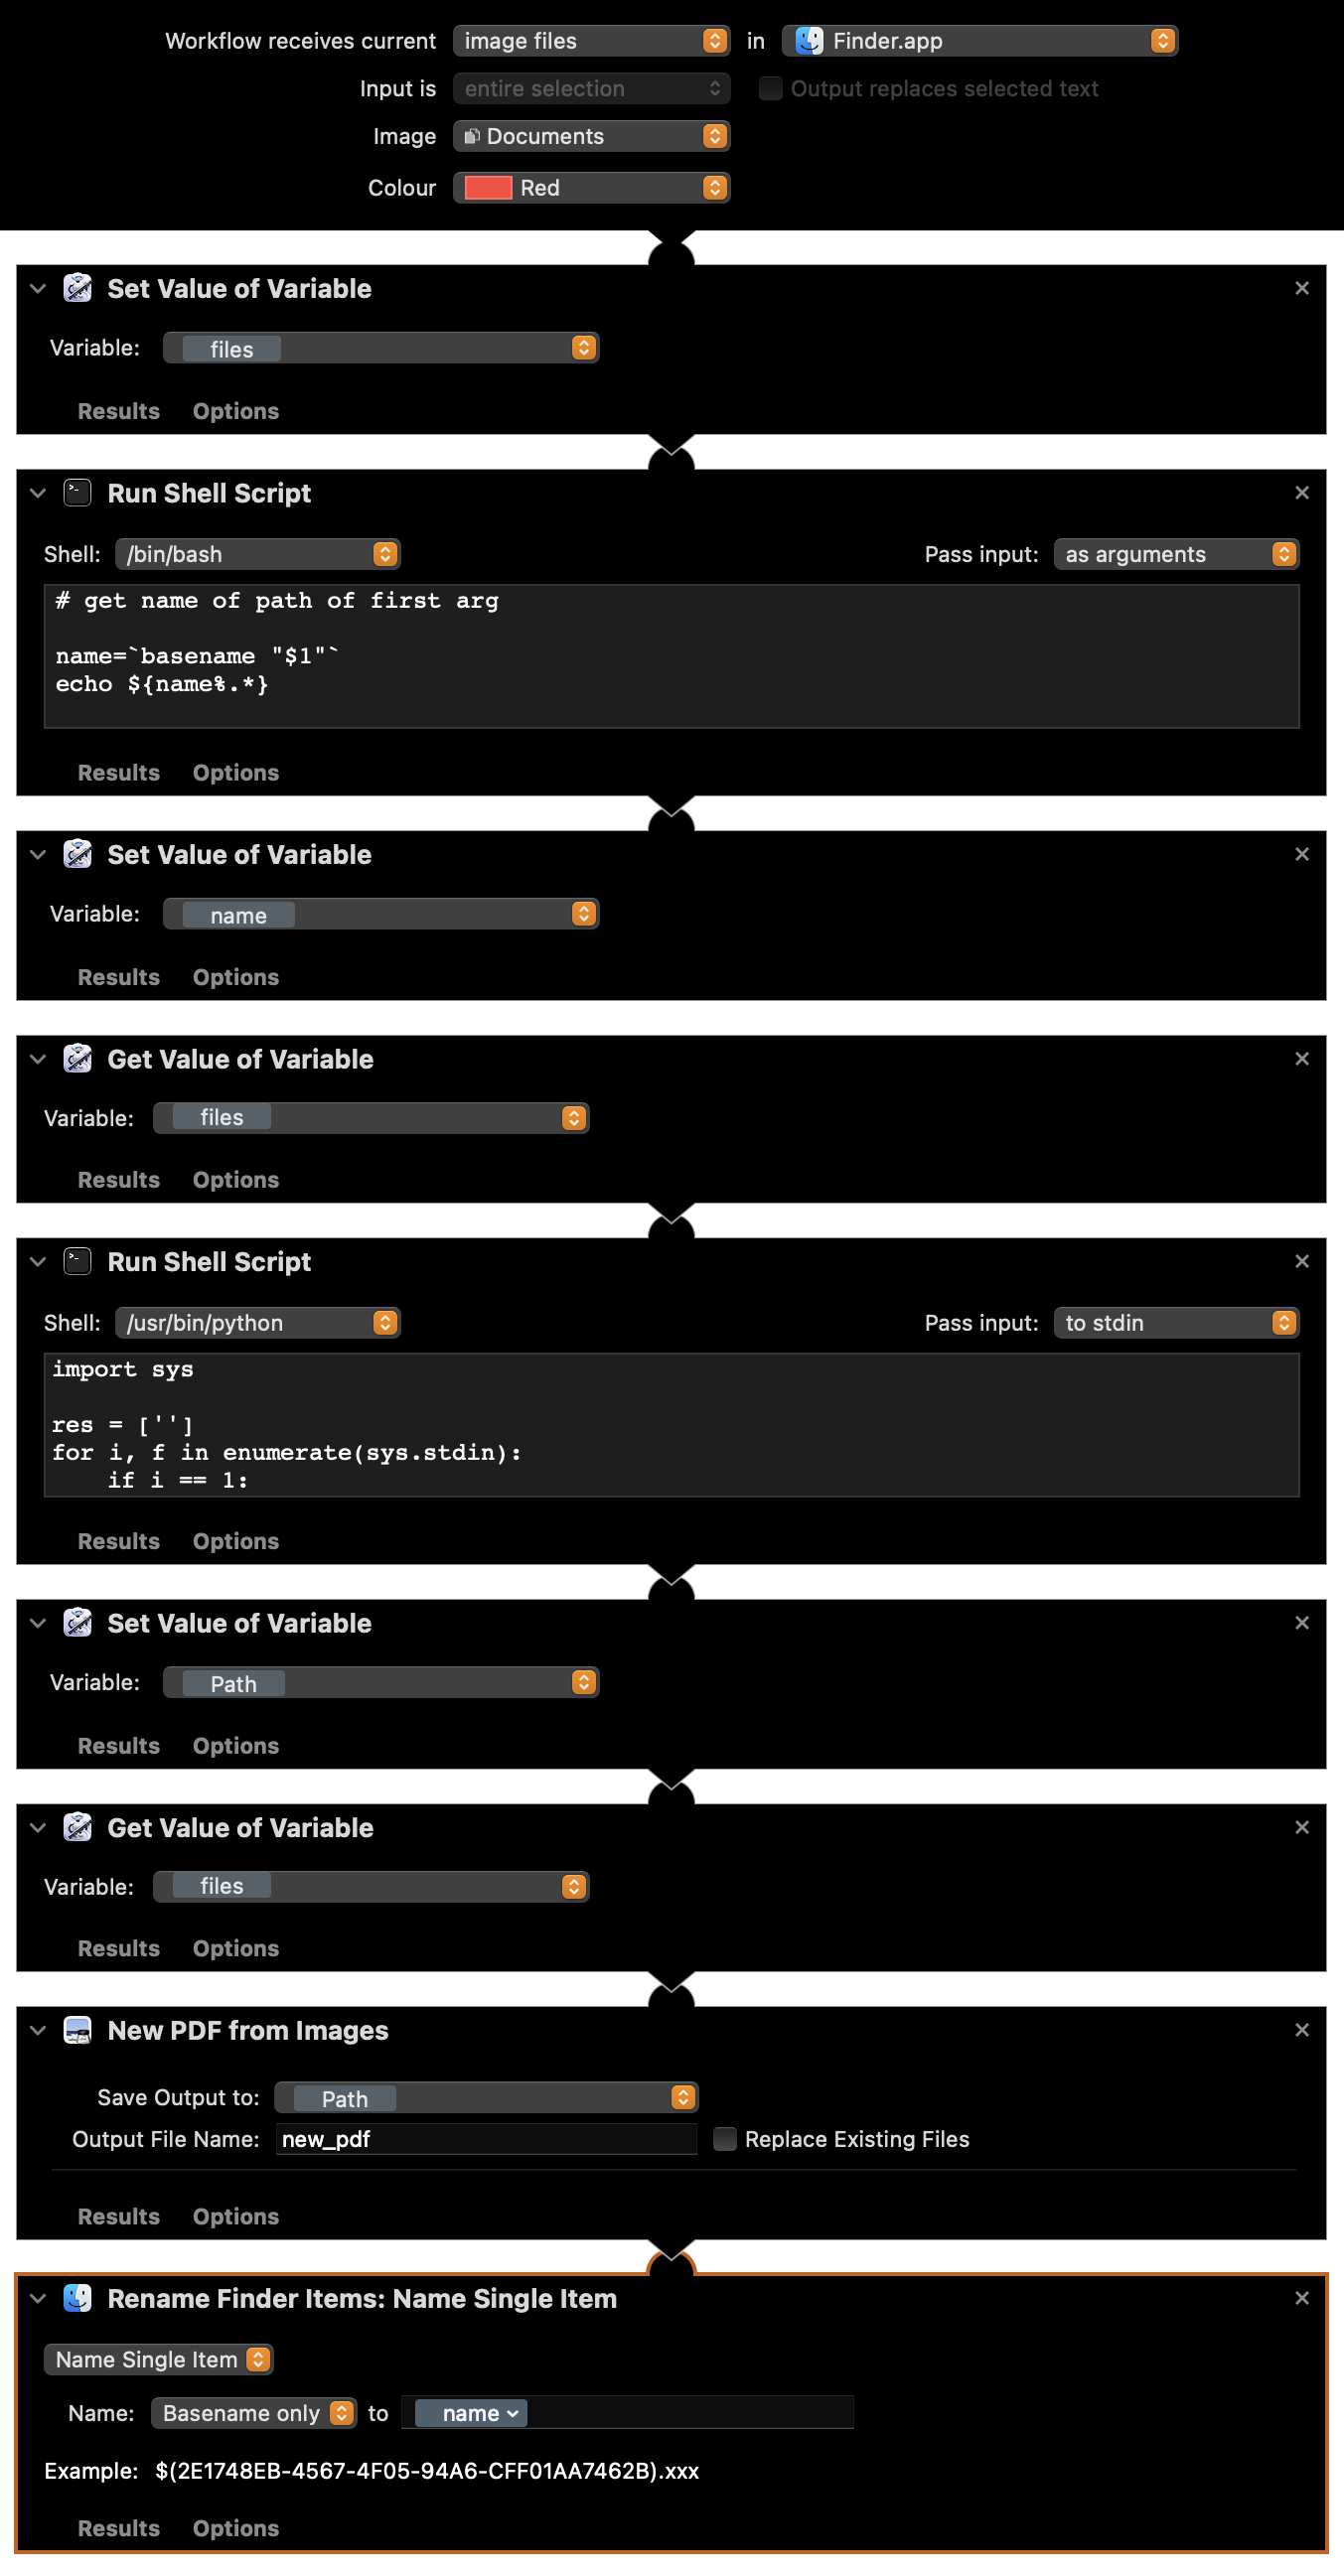 Workflow receives current image files in Finder.app
Input is entire selection Output replaces selected text
Image Documents
Colour Red
Set Value of Variable
Variable: files
Results Options
Run Shell Script
Shell: /bin/bash Pass input: as arguments
# get name of path of first arg
name=`basename "$1"`
echo ${name%.*}
Results Options
Set Value of Variable
Variable: name
Results Options
Get Value of Variable
Variable: files
Results Options
Run Shell Script
Shell: /usr/bin/python Pass input: to stdin
import sys
res = ['']
for i, f in enumerate(sys.stdin):
    if i == 1:
Results Options
Set Value of Variable
Variable: Path
Results Options
Get Value of Variable
Variable: files
Results Options
New PDF from Images
Save Output to: Path
Output File Name: new_pdf Replace Existing Files
Results Options
Rename Finder Items: Name Single Item
Name Single Item
Name: Basename only to name
Example: $(2E1748EB-4567-4F05-94A6-CFF01AA7462B).xxx
Results Options